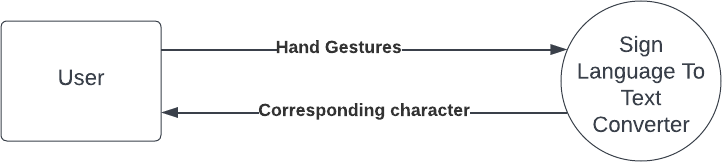 User
Hand Gestures
Corresponding character
Sign
Language To
Text
Converter